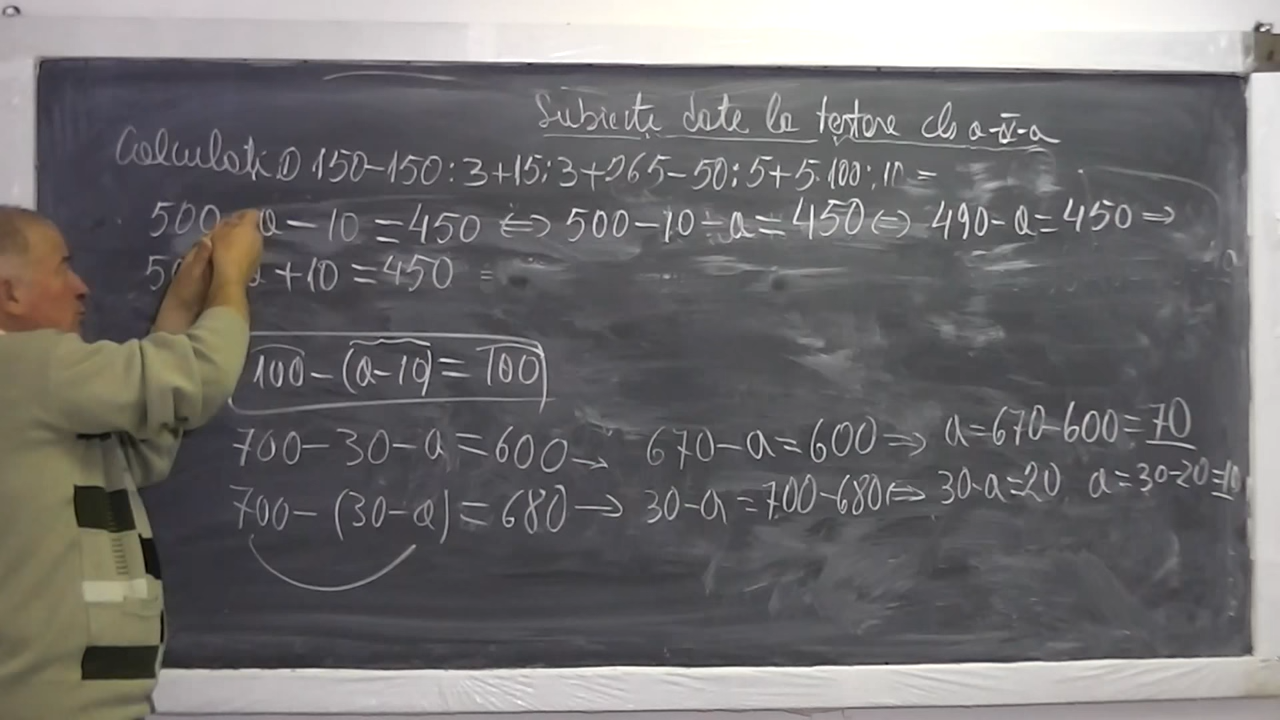 Subiecte date la testare cls a-V-a
Calculati 1) 150-150:3+15:3+265-50:5+5·100:10=
500-a-10=450 ⇔ 500-10-a=450 ⇔ 490-a=450 ⇒
50 +10=450 =
100-(a-10)=100
700-30-a=600 → 670-a=600 ⇒ a=670-600=70
700-(30-a)=680 → 30-a=700-680 ⇔ 30-a=20 a=30-20=10